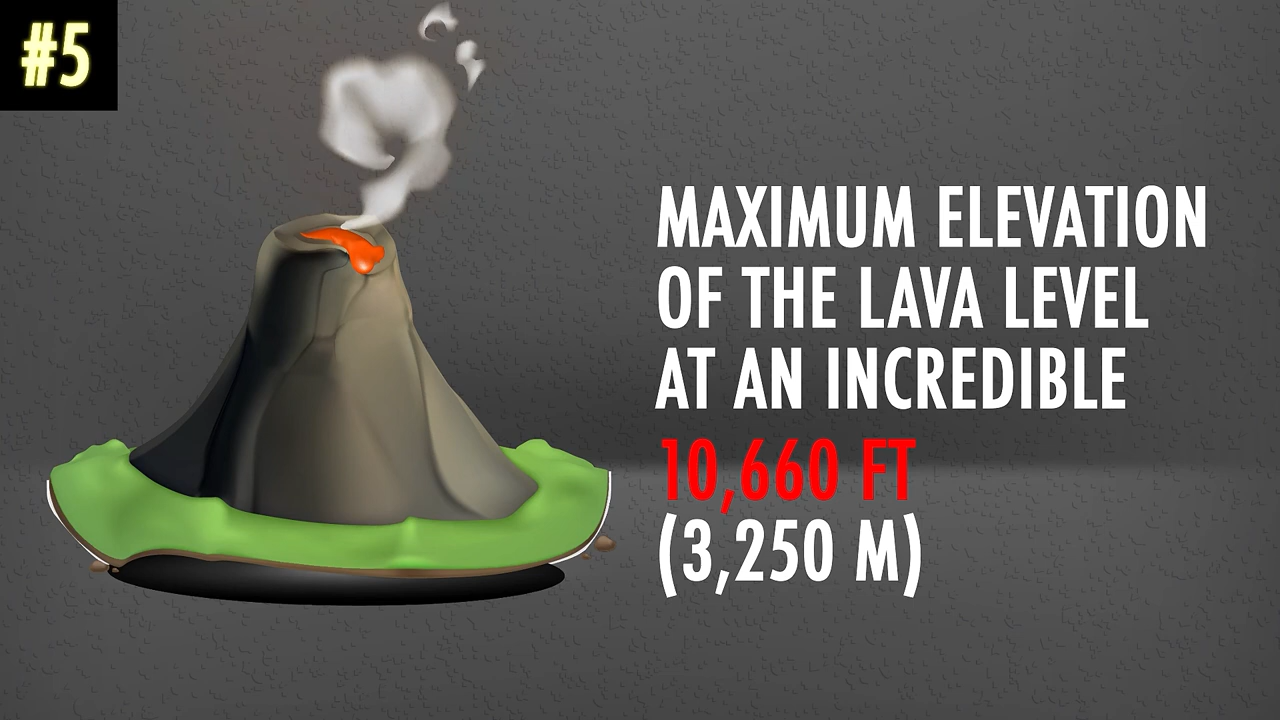 #5
MAXIMUM ELEVATION
OF THE LAVA LEVEL
AT AN INCREDIBLE
10,660 FT
(3,250 M)